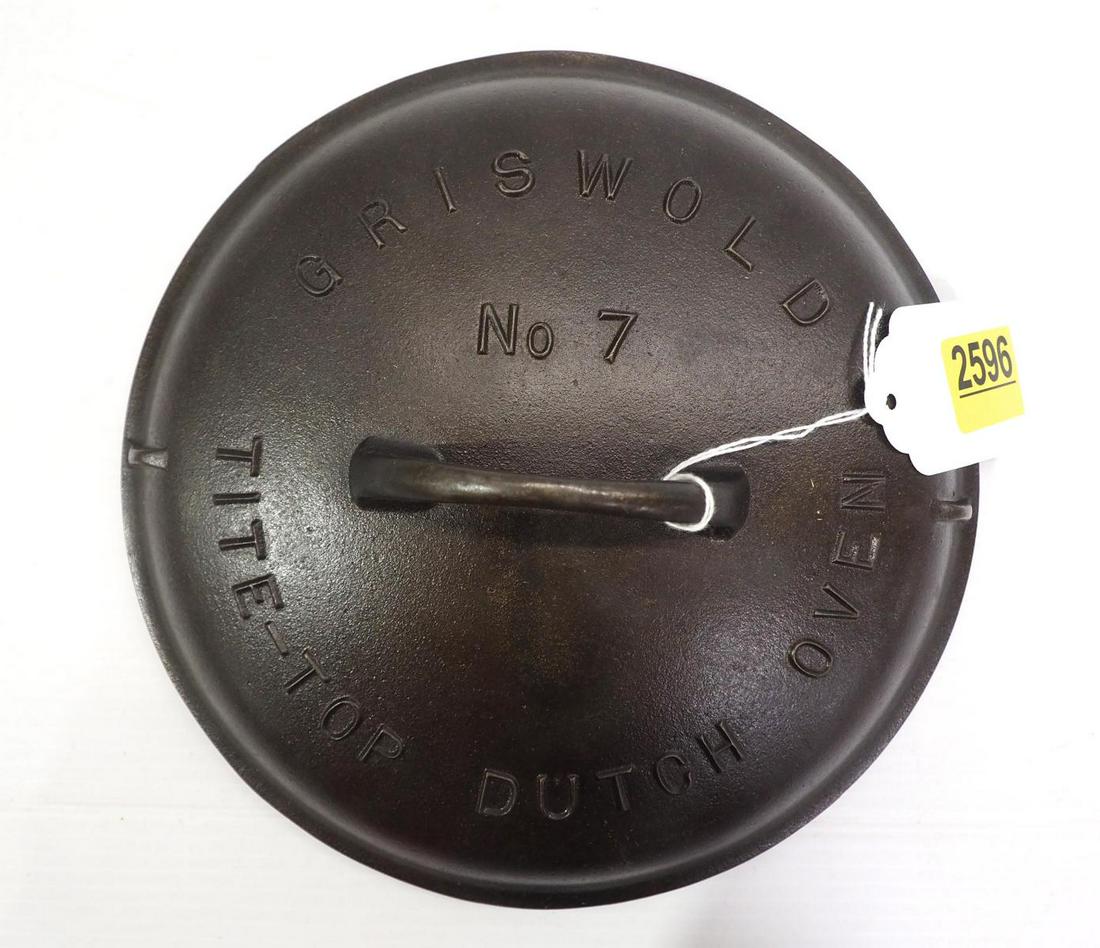 GRISWOLD
No 7
TITE-TOP DUTCH OVEN
2596